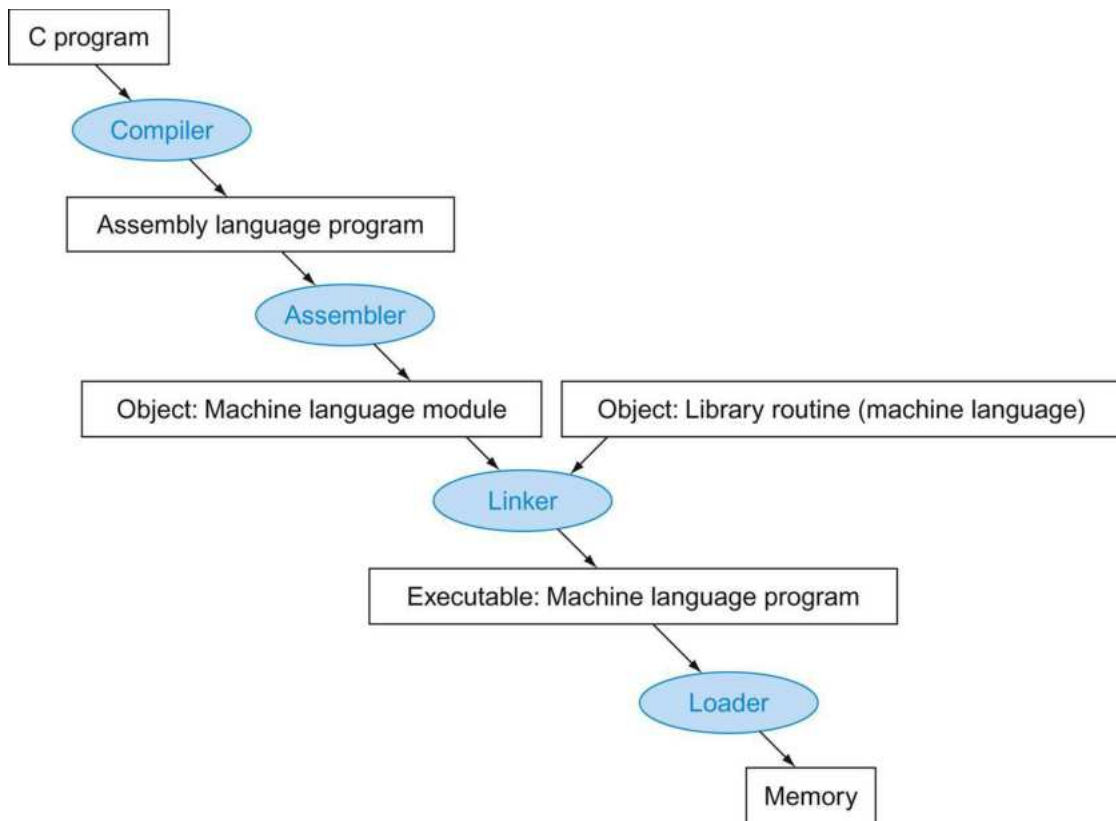 C program
Compiler
Assembly language program
Assembler
Object: Machine language module
Object: Library routine (machine language)
Linker
Executable: Machine language program
Loader
Memory